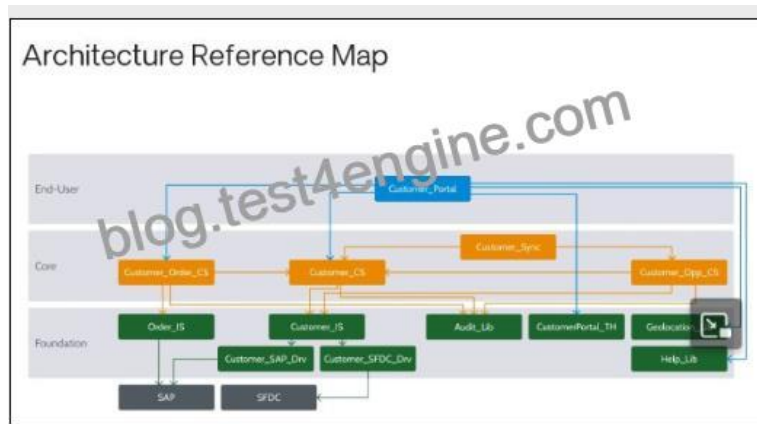 Architecture Reference Map
blog.test4engine.com
End-User
Customer_Portal
Core
Customer_Sync
Customer_Order_CS
Customer_CS
Customer_Opp_CS
Foundation
Order_IS
Customer_IS
Audit_Lib
CustomerPortal_TH
Geolocation
Customer_SAP_Drv
Customer_SFDC_Drv
Help_Lib
SAP
SFDC